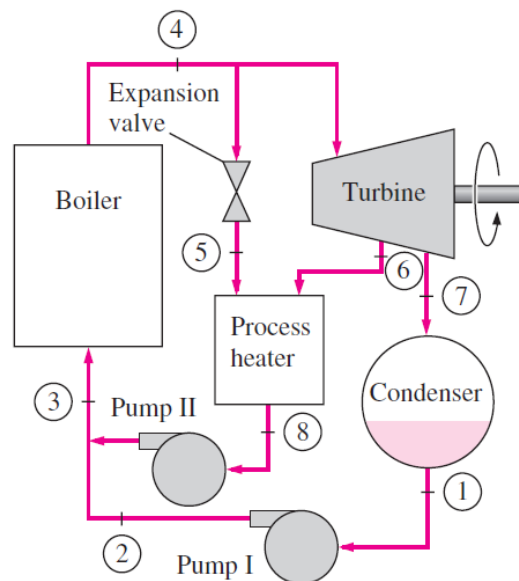 4
Expansion
valve
Boiler
Turbine
5
6
7
Process
heater
Condenser
3
Pump II
8
1
2
Pump I